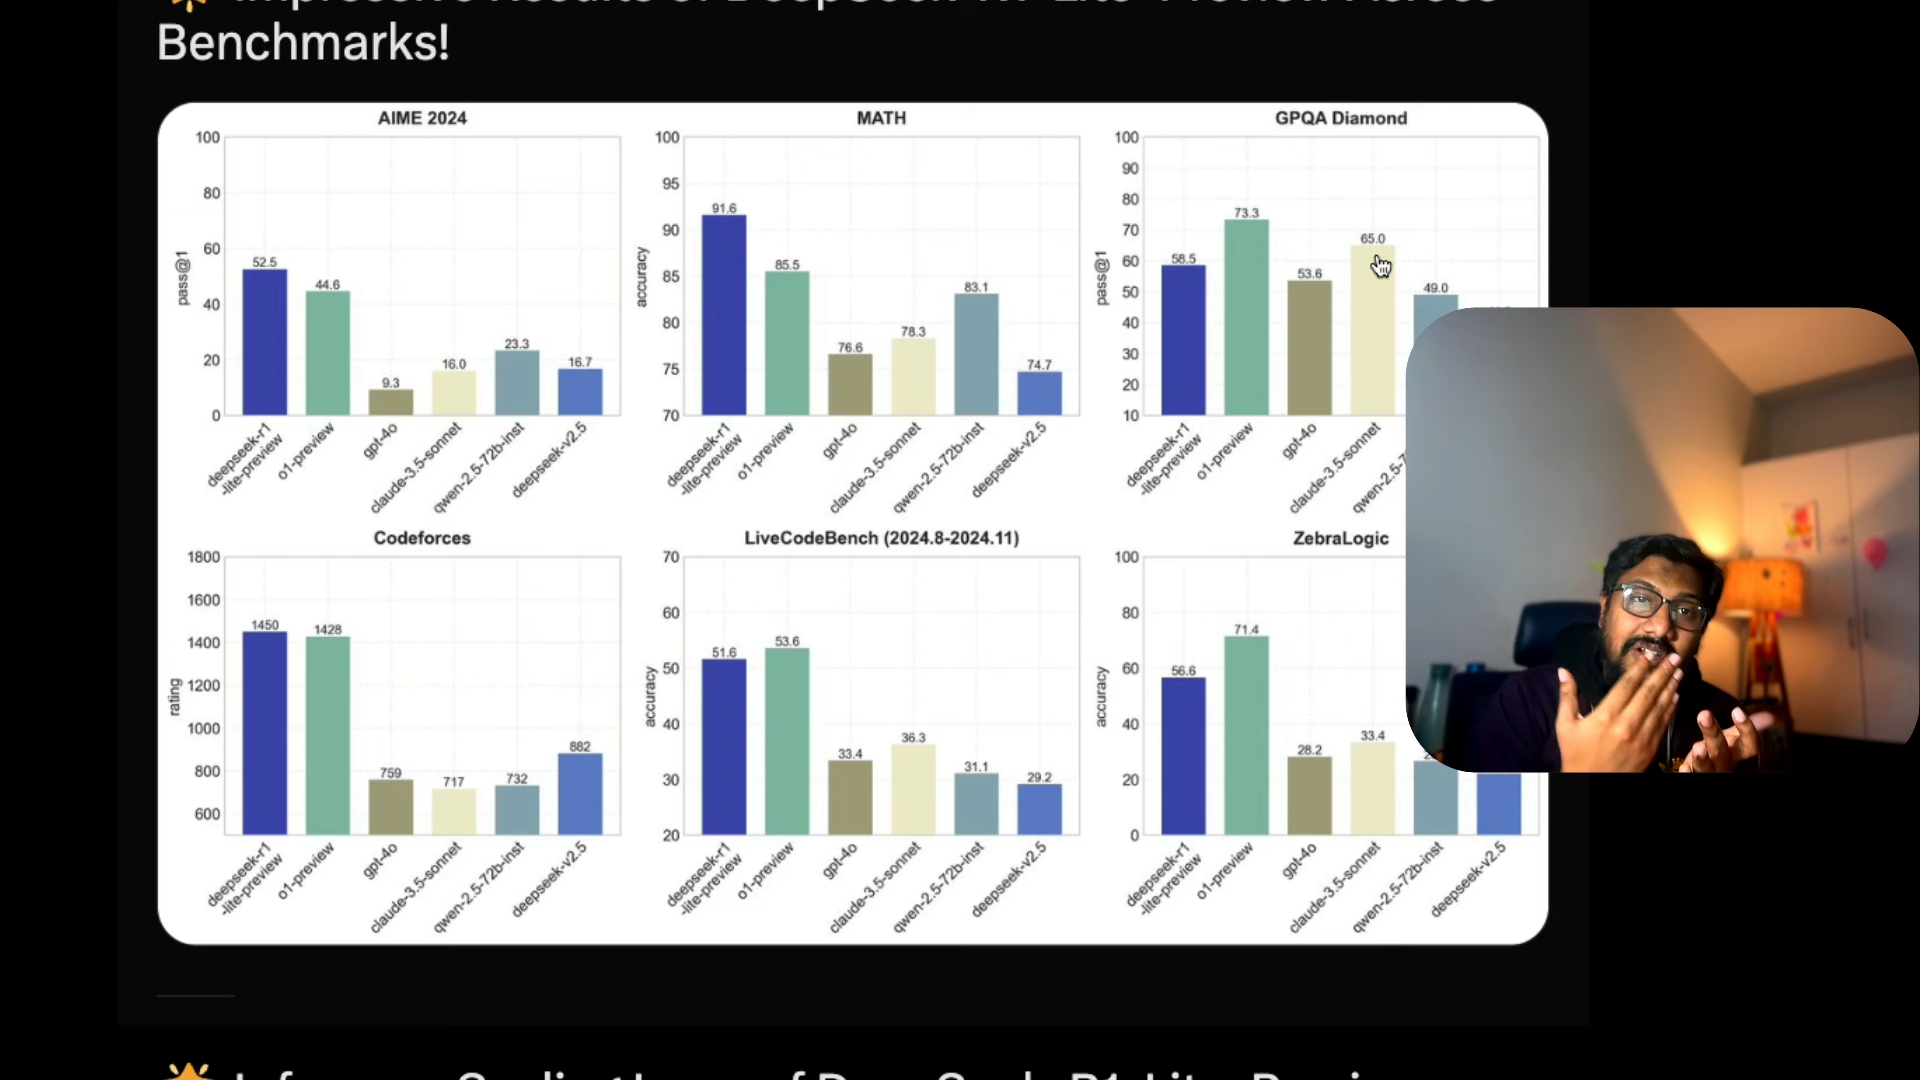 Benchmarks!
AIME 2024
100
80
60
40
20
0
pass@1
52.5
44.6
9.3
16.0
23.3
16.7
deepseek-r1
-lite-preview
o1-preview
gpt-4o
claude-3.5-sonnet
qwen-2.5-72b-inst
deepseek-v2.5
MATH
100
95
90
85
80
75
70
accuracy
91.6
85.5
76.6
78.3
83.1
74.7
deepseek-r1
-lite-preview
o1-preview
gpt-4o
claude-3.5-sonnet
qwen-2.5-72b-inst
deepseek-v2.5
GPQA Diamond
100
90
80
70
60
50
40
30
20
10
pass@1
58.5
73.3
53.6
65.0
49.0
deepseek-r1
-lite-preview
o1-preview
gpt-4o
claude-3.5-sonnet
qwen-2.5-7
Codeforces
1800
1600
1400
1200
1000
800
600
rating
1450
1428
759
717
732
882
deepseek-r1
-lite-preview
o1-preview
gpt-4o
claude-3.5-sonnet
qwen-2.5-72b-inst
deepseek-v2.5
LiveCodeBench (2024.8-2024.11)
70
60
50
40
30
20
accuracy
51.6
53.6
33.4
36.3
31.1
29.2
deepseek-r1
-lite-preview
o1-preview
gpt-4o
claude-3.5-sonnet
qwen-2.5-72b-inst
deepseek-v2.5
ZebraLogic
100
80
60
40
20
0
accuracy
56.6
71.4
28.2
33.4
deepseek-r1
-lite-preview
o1-preview
gpt-4o
claude-3.5-sonnet
qwen-2.5-72b-inst
deepseek-v2.5